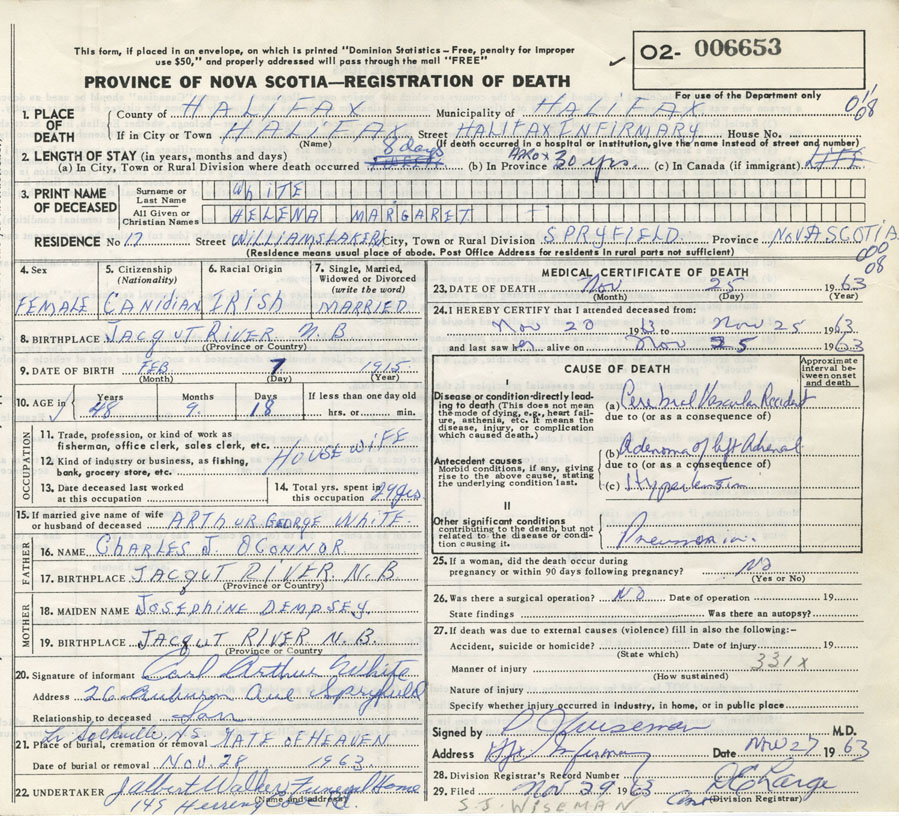 This form, if placed in an envelope, on which is printed "Dominion Statistics – Free, penalty for improper
use $50," and properly addressed will pass through the mail "FREE"
✓ O2- 006653
PROVINCE OF NOVA SCOTIA—REGISTRATION OF DEATH
For use of the Department only
1. PLACE OF DEATH County of HALIFAX Municipality of HALIFAX 08
If in City or Town HALIFAX Street HALIFAX INFIRMARY House No.
(Name) (If death occurred in a hospital or institution, give the name instead of street and number)
2. LENGTH OF STAY (in years, months and days)
(a) In City, Town or Rural Division where death occurred 8 days (b) In Province 30 yrs. (c) In Canada (if immigrant) LIFE
3. PRINT NAME OF DECEASED
Surname or Last Name WHITE
All Given or Christian Names HELENA MARGARET
RESIDENCE No 17 Street WILLIAMSLAKE Rd City, Town or Rural Division SPRYFIELD Province NOVA SCOTIA
(Residence means usual place of abode. Post Office Address for residents in rural parts not sufficient)
000
08
4. Sex FEMALE
5. Citizenship (Nationality) CANIDIAN
6. Racial Origin IRISH
7. Single, Married, Widowed or Divorced (write the word) MARRIED
8. BIRTHPLACE JACQUT RIVER N.B
(Province or Country)
9. DATE OF BIRTH FEB 7 1915
(Month) (Day) (Year)
10. AGE in Years Months Days If less than one day old
✓ 48 9 18 hrs. or min.
OCCUPATION
11. Trade, profession, or kind of work as fisherman, office clerk, sales clerk, etc.
12. Kind of industry or business, as fishing, bank, grocery store, etc. HOUSEWIFE
13. Date deceased last worked at this occupation
14. Total yrs. spent in this occupation 29 yrs
15. If married give name of wife or husband of deceased ARTHUR GEORGE WHITE.
FATHER
16. NAME CHARLES J. O'CONNOR
17. BIRTHPLACE JACQUT RIVER N.B
(Province or Country)
MOTHER
18. MAIDEN NAME JOSEPHINE DEMPSEY.
19. BIRTHPLACE JACQUT RIVER N.B
(Province or Country)
20. Signature of informant Carl Arthur White
Address 26 Auburn Ave Spryfield
Relationship to deceased Son
Lr Sackville, N.S
21. Place of burial, cremation or removal GATE OF HEAVEN
Date of burial or removal NOV. 28 1963.
22. UNDERTAKER Jalbert Walker Funeral Home
(Name and address)
149 Herring Cove Rd.
MEDICAL CERTIFICATE OF DEATH
23. DATE OF DEATH Nov 25 1963
(Month) (Day) (Year)
24. I HEREBY CERTIFY that I attended deceased from:
Nov 20 1963 to Nov 25 1963
and last saw her alive on Nov 25 1963
CAUSE OF DEATH
Approximate interval between onset and death
I
Disease or condition directly leading to death (This does not mean the mode of dying, e.g., heart failure, asthenia, etc. It means the disease, injury, or complication which caused death.)
(a) Cerebral Vascular Accident
due to (or as a consequence of)
Antecedent causes
Morbid conditions, if any, giving rise to the above cause, stating the underlying condition last.
(b) Adenoma of left Adrenal
due to (or as a consequence of)
(c) Hypertension
II
Other significant conditions
contributing to the death, but not related to the disease or condition causing it.
Pneumonia.
25. If a woman, did the death occur during
pregnancy or within 90 days following pregnancy? NO
(Yes or No)
26. Was there a surgical operation? NO Date of operation 19
State findings Was there an autopsy?
27. If death was due to external causes (violence) fill in also the following:–
Accident, suicide or homicide? Date of injury 19
(State which)
331X
Manner of injury
(How sustained)
Nature of injury
Specify whether injury occurred in industry, in home, or in public place
Signed by S J Wiseman M.D.
Address Hfx Infirmary Date Nov 27 1963
28. Division Registrar's Record Number
29. Filed Nov 29 1963
(Division Registrar)
S.J. WISEMAN